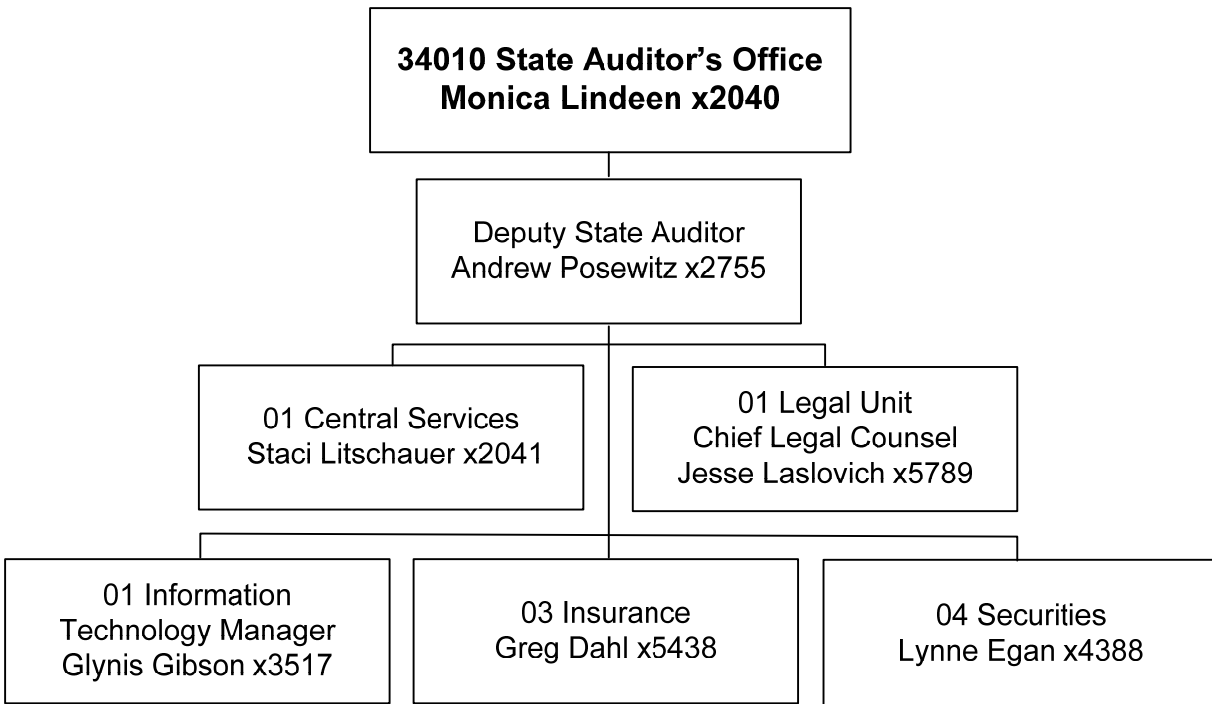 34010 State Auditor’s Office
Monica Lindeen x2040
Deputy State Auditor
Andrew Posewitz x2755
01 Central Services
Staci Litschauer x2041
01 Legal Unit
Chief Legal Counsel
Jesse Laslovich x5789
01 Information
Technology Manager
Glynis Gibson x3517
03 Insurance
Greg Dahl x5438
04 Securities
Lynne Egan x4388